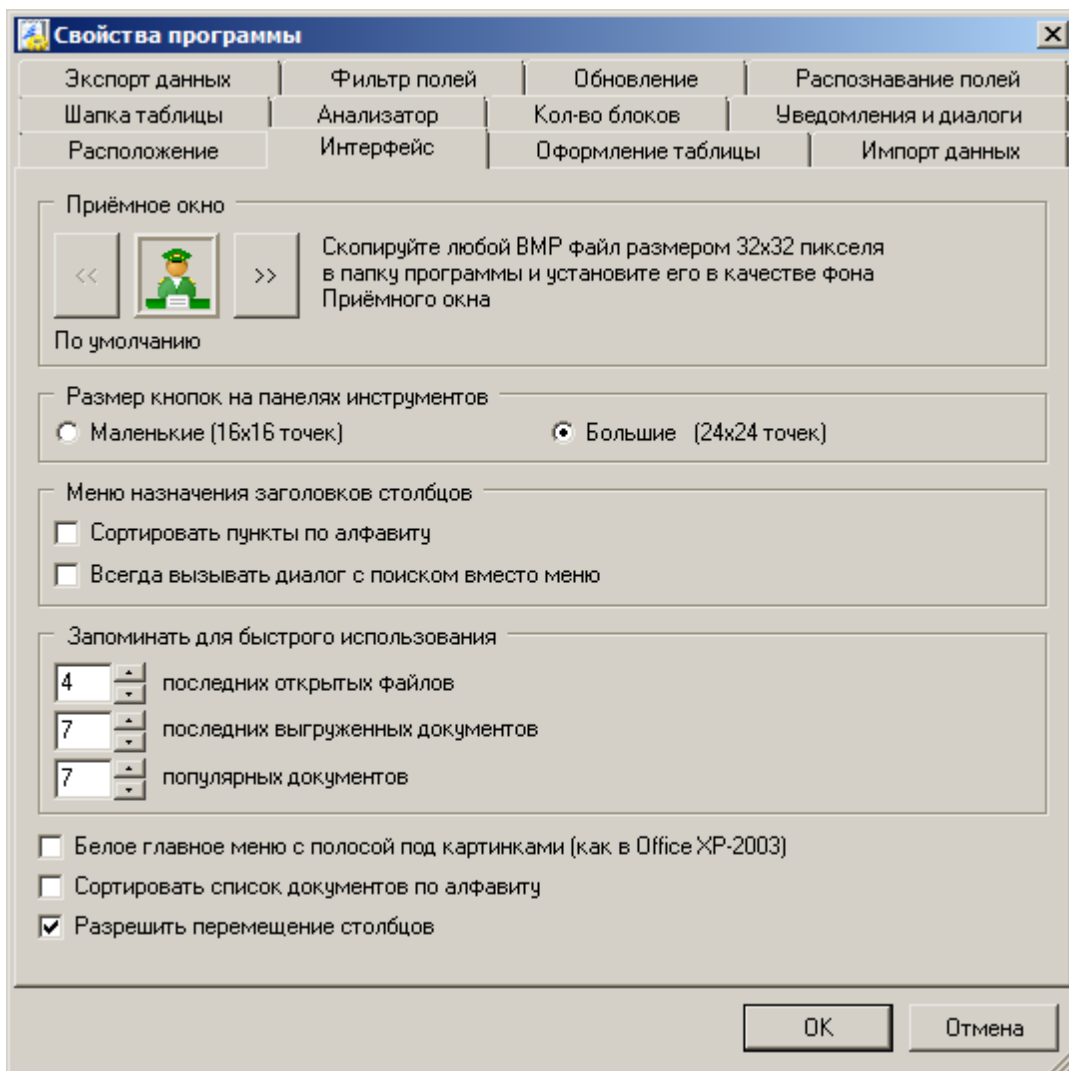 Свойства программы
Экспорт данных
Фильтр полей
Обновление
Распознавание полей
Шапка таблицы
Анализатор
Кол-во блоков
Уведомления и диалоги
Расположение
Интерфейс
Оформление таблицы
Импорт данных
Приёмное окно
<<
>>
Скопируйте любой BMP файл размером 32x32 пикселя
в папку программы и установите его в качестве фона
Приёмного окна
По умолчанию
Размер кнопок на панелях инструментов
Маленькие (16x16 точек)
Большие (24x24 точек)
Меню назначения заголовков столбцов
Сортировать пункты по алфавиту
Всегда вызывать диалог с поиском вместо меню
Запоминать для быстрого использования
4 последних открытых файлов
7 последних выгруженных документов
7 популярных документов
Белое главное меню с полосой под картинками (как в Office XP-2003)
Сортировать список документов по алфавиту
Разрешить перемещение столбцов
OK
Отмена